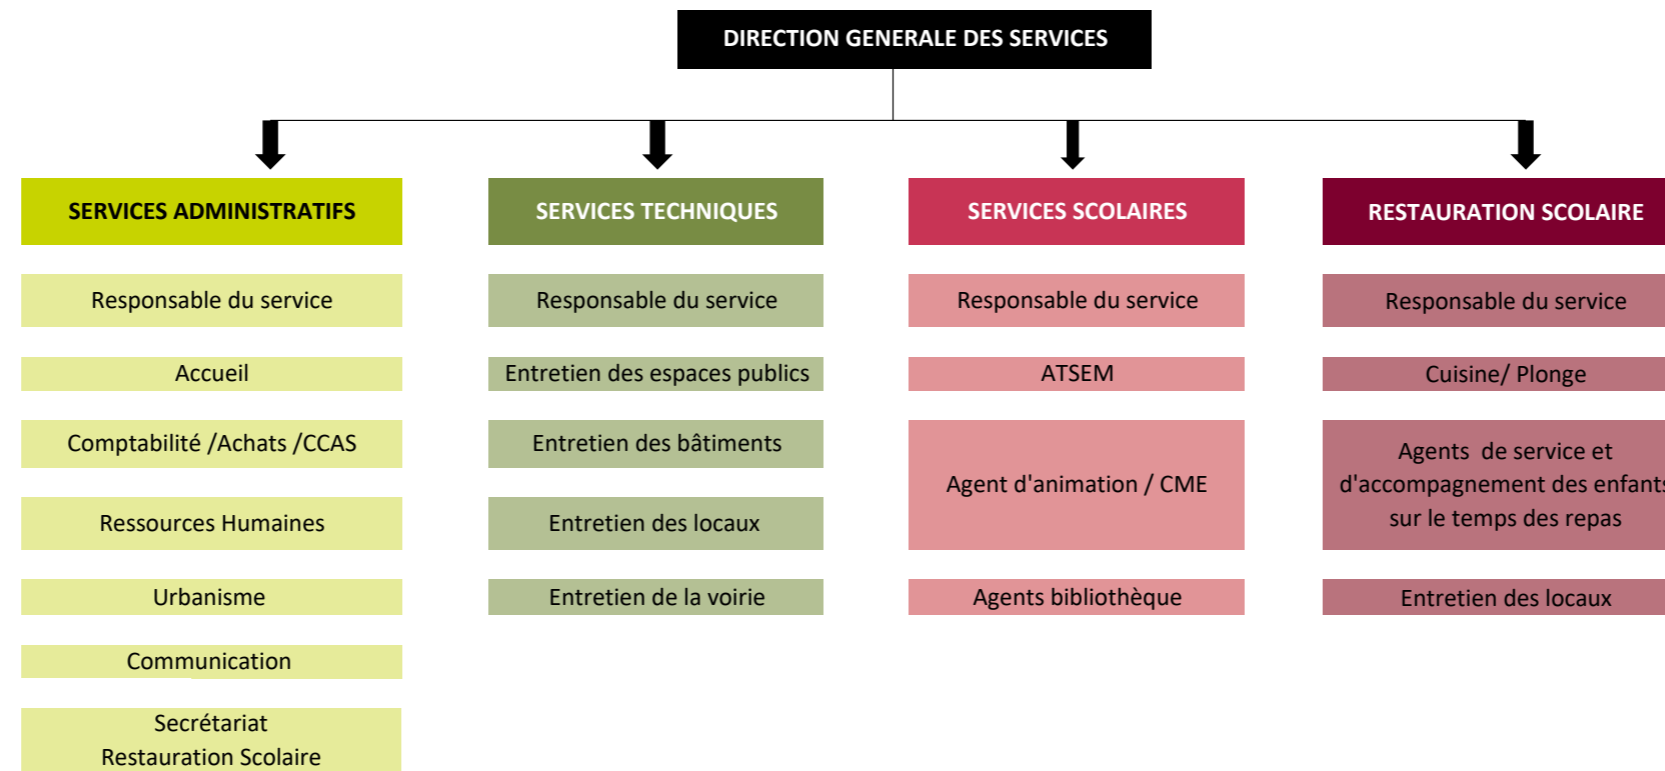 DIRECTION GENERALE DES SERVICES
SERVICES ADMINISTRATIFS
Responsable du service
Accueil
Comptabilité /Achats /CCAS
Ressources Humaines
Urbanisme
Communication
Secrétariat
Restauration Scolaire
SERVICES TECHNIQUES
Responsable du service
Entretien des espaces publics
Entretien des bâtiments
Entretien des locaux
Entretien de la voirie
SERVICES SCOLAIRES
Responsable du service
ATSEM
Agent d'animation / CME
Agents bibliothèque
RESTAURATION SCOLAIRE
Responsable du service
Cuisine/ Plonge
Agents de service et
d'accompagnement des enfants
sur le temps des repas
Entretien des locaux